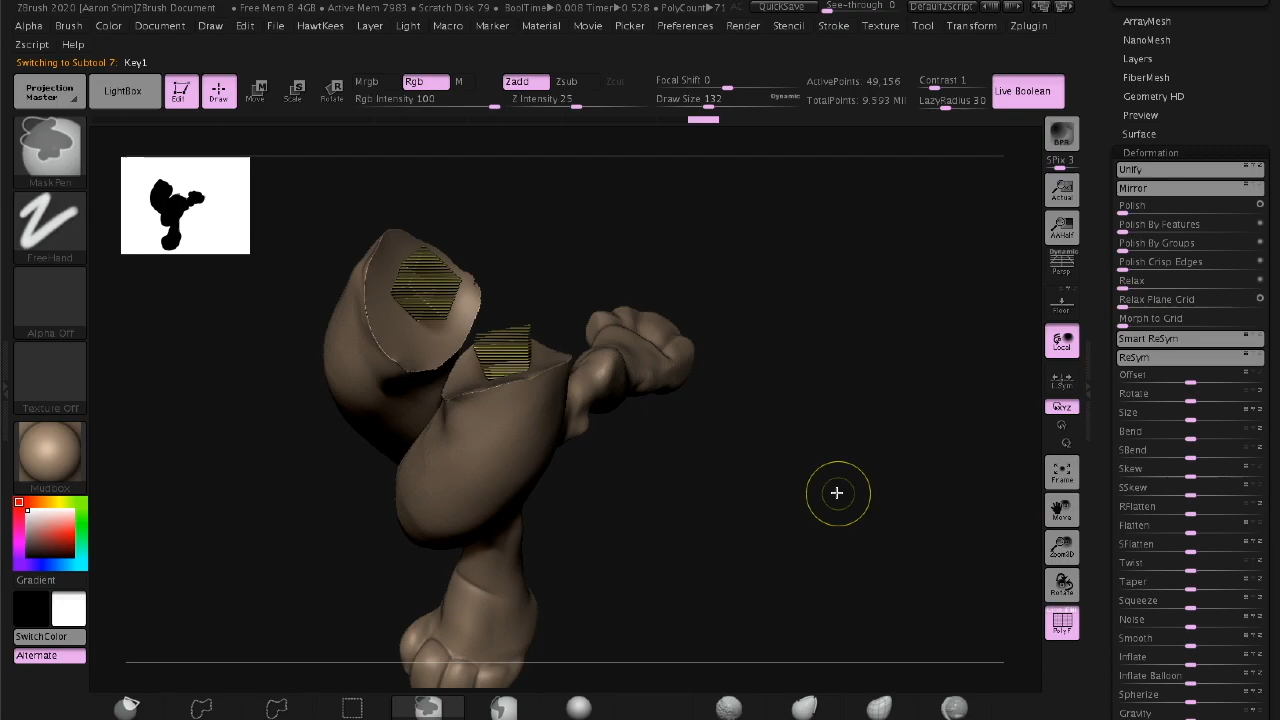 ZBrush 2020 [Aaron Shim]ZBrush Document • Free Mem 8.4GB • Active Mem 7983 • Scratch Disk 79 • BoolTime▸0.008 Timer▸0.528 • PolyCount▸71 AC QuickSave See-through 0 DefaultZScript
Alpha Brush Color Document Draw Edit File HawtKees Layer Light Macro Marker Material Movie Picker Preferences Render Stencil Stroke Texture Tool Transform Zplugin
Zscript Help
Switching to Subtool 7: Key1
Projection Master
LightBox
Edit
Draw
Move
Scale
Rotate
Mrgb Rgb M
Rgb Intensity 100
Zadd Zsub Zcut
Z Intensity 25
Focal Shift 0
Draw Size 132 Dynamic
ActivePoints: 49,156
TotalPoints: 9.593 Mil
Contrast 1
LazyRadius 30
Live Boolean
MaskPen
FreeHand
Alpha Off
Texture Off
Mudbox
Gradient
SwitchColor
Alternate
BPR
SPix 3
Actual
AAHalf
Dynamic
Persp
Floor
Local
L.Sym
XYZ
Frame
Move
Zoom3D
Rotate
PolyF
ArrayMesh
NanoMesh
Layers
FiberMesh
Geometry HD
Preview
Surface
Deformation
Unify
Mirror
Polish
Polish By Features
Polish By Groups
Polish Crisp Edges
Relax
Relax Plane Grid
Morph to Grid
Smart ReSym
ReSym
Offset
Rotate
Size
Bend
SBend
Skew
SSkew
RFlatten
Flatten
SFlatten
Twist
Taper
Squeeze
Noise
Smooth
Inflate
Inflate Balloon
Spherize
Gravity